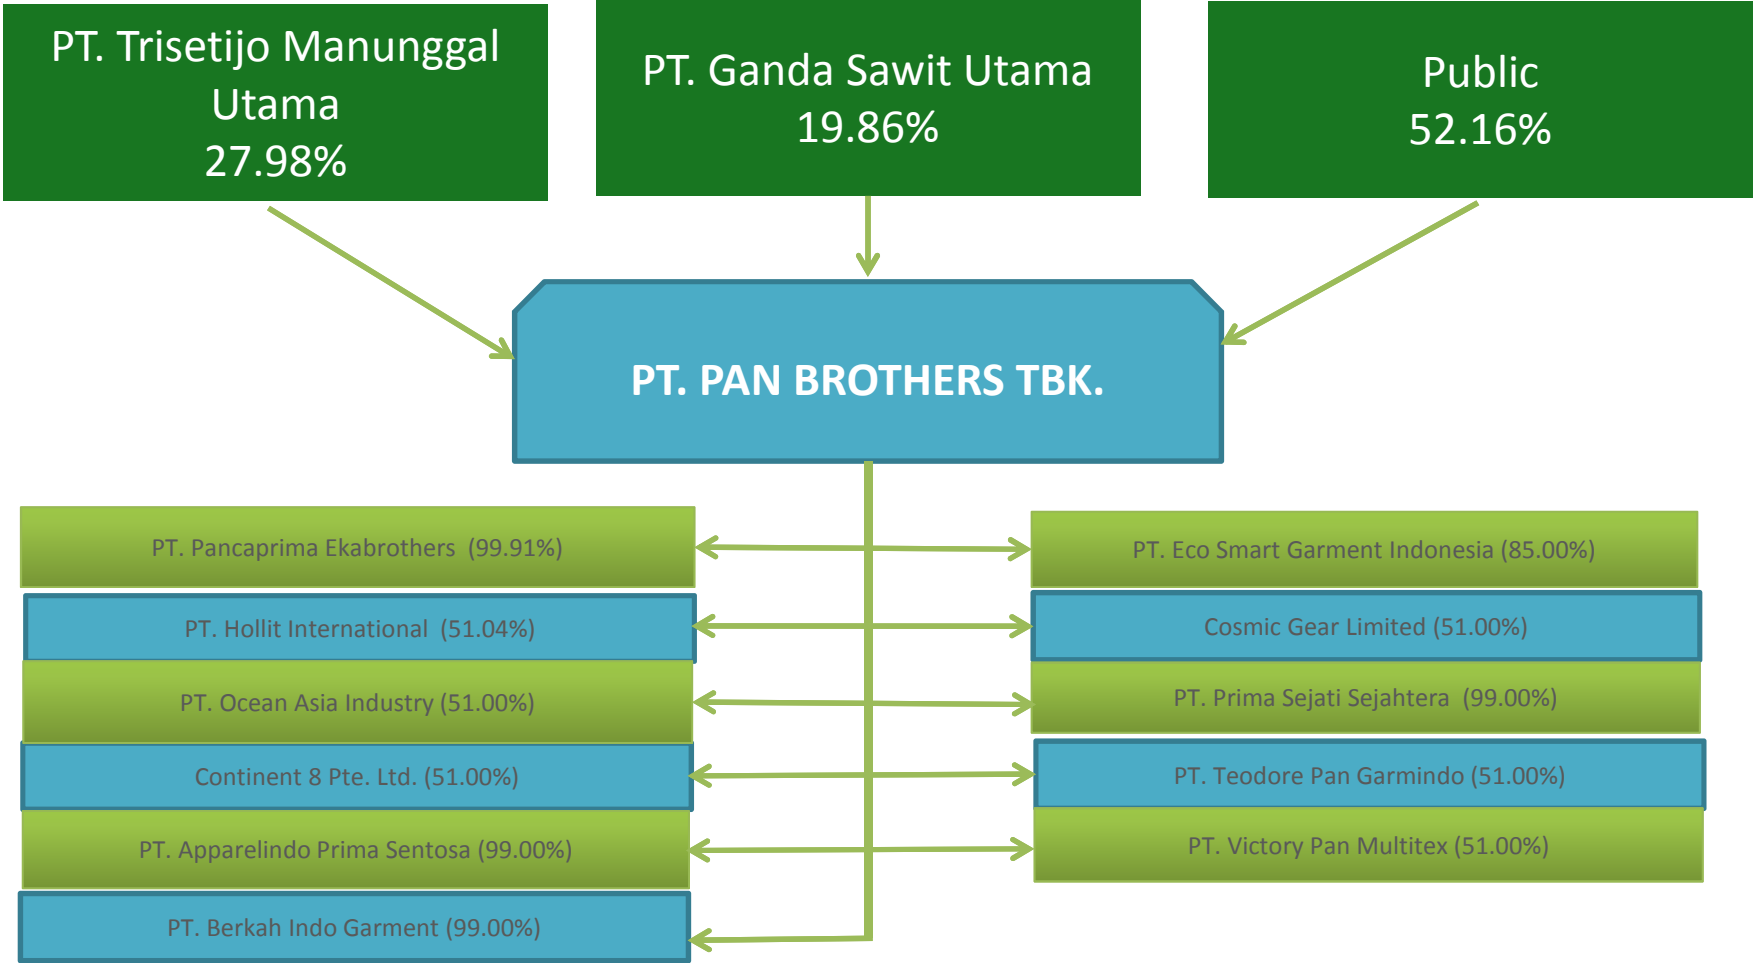 PT. Trisetijo Manunggal
Utama
27.98%
PT. Ganda Sawit Utama
19.86%
Public
52.16%
PT. PAN BROTHERS TBK.
PT. Pancaprima Ekabrothers  (99.91%)
PT. Eco Smart Garment Indonesia (85.00%)
PT. Hollit International  (51.04%)
Cosmic Gear Limited (51.00%)
PT. Ocean Asia Industry (51.00%)
PT. Prima Sejati Sejahtera  (99.00%)
Continent 8 Pte. Ltd. (51.00%)
PT. Teodore Pan Garmindo (51.00%)
PT. Apparelindo Prima Sentosa (99.00%)
PT. Victory Pan Multitex (51.00%)
PT. Berkah Indo Garment (99.00%)